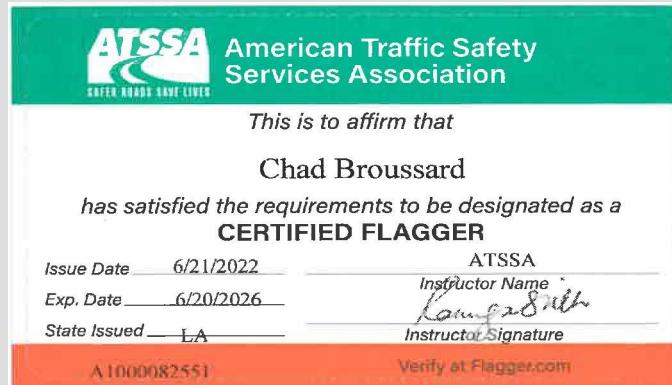 ATSSA
SAFER ROADS SAVE LIVES
American Traffic Safety
Services Association
This is to affirm that
Chad Broussard
has satisfied the requirements to be designated as a
CERTIFIED FLAGGER
Issue Date 6/21/2022
Exp. Date 6/20/2026
State Issued LA
ATSSA
Instructor Name
Instructor Signature
A1000082551
Verify at Flagger.com